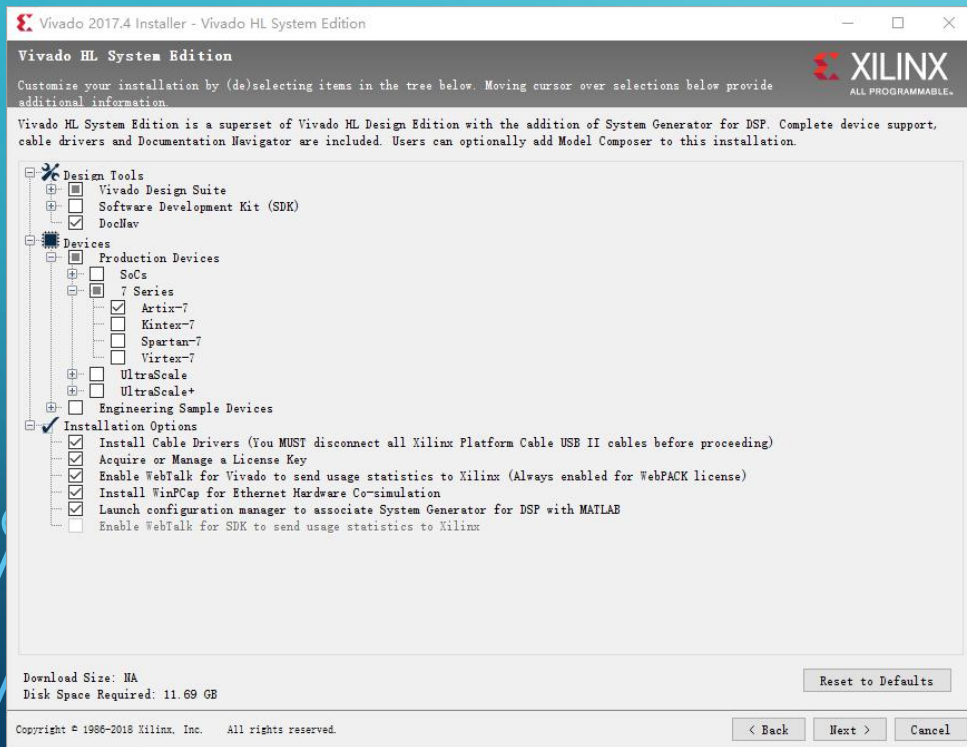 Vivado 2017.4 Installer - Vivado HL System Edition
Vivado HL System Edition
XILINX
ALL PROGRAMMABLE.
Customize your installation by (de)selecting items in the tree below. Moving cursor over selections below provide
additional information.
Vivado HL System Edition is a superset of Vivado HL Design Edition with the addition of System Generator for DSP. Complete device support,
cable drivers and Documentation Navigator are included. Users can optionally add Model Composer to this installation.
Design Tools
Vivado Design Suite
Software Development Kit (SDK)
DocNav
Devices
Production Devices
SoCs
7 Series
Artix-7
Kintex-7
Spartan-7
Virtex-7
UltraScale
UltraScale+
Engineering Sample Devices
Installation Options
Install Cable Drivers (You MUST disconnect all Xilinx Platform Cable USB II cables before proceeding)
Acquire or Manage a License Key
Enable WebTalk for Vivado to send usage statistics to Xilinx (Always enabled for WebPACK license)
Install WinPCap for Ethernet Hardware Co-simulation
Launch configuration manager to associate System Generator for DSP with MATLAB
Enable WebTalk for SDK to send usage statistics to Xilinx
Download Size: NA
Disk Space Required: 11.69 GB
Reset to Defaults
Copyright © 1986-2018 Xilinx, Inc. All rights reserved.
< Back
Next >
Cancel